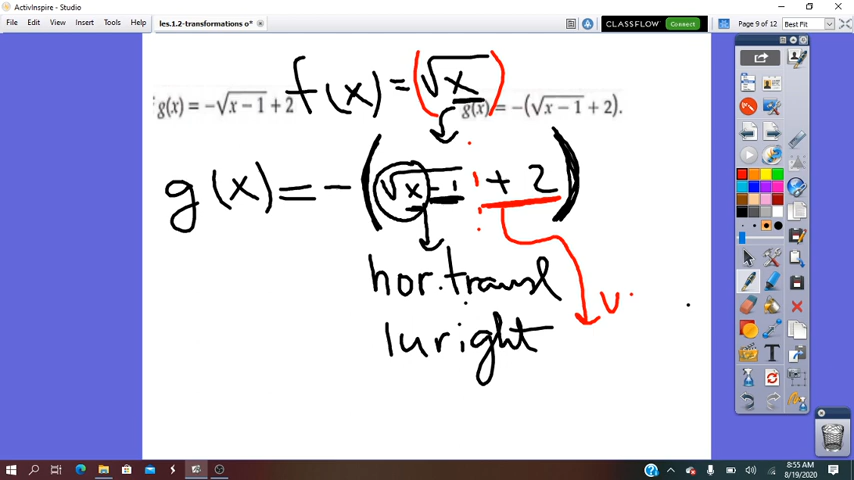 ActivInspire - Studio
File Edit View Insert Tools Help
les.1.2-transformations o*
CLASSFLOW Connect
Page 9 of 12 Best Fit
f(x) = (√x)
g(x) = -√x-1 + 2
g(x) = -(√x-1 + 2).
g(x) = -(√x-1 + 2)
hor. transl
1u right
v.
8:55 AM
8/19/2020